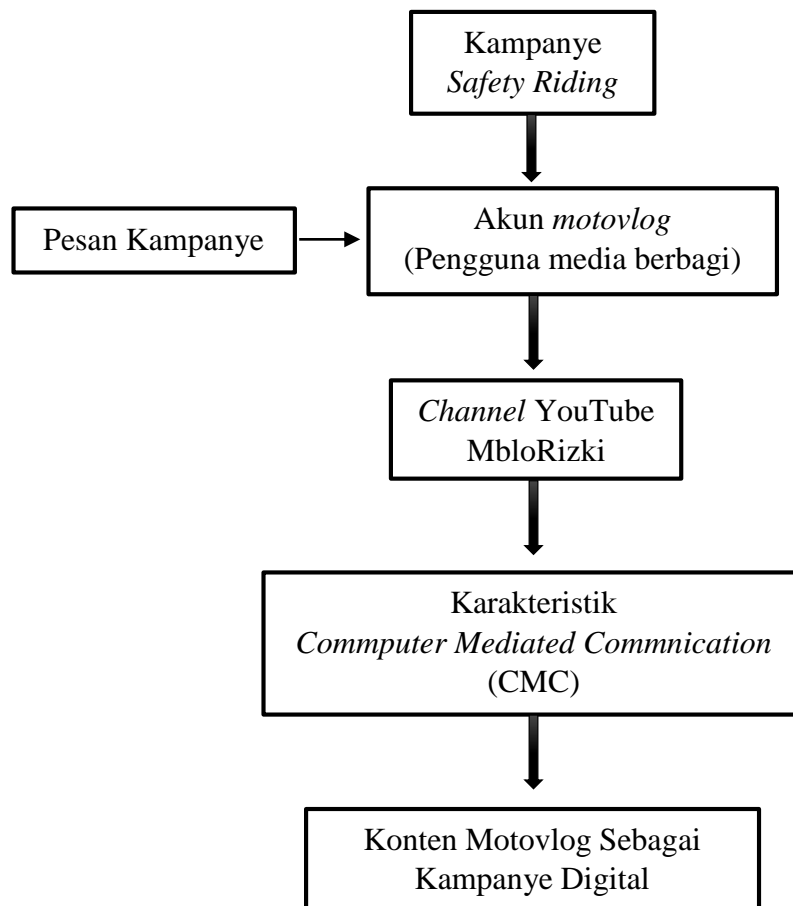 Kampanye
Safety Riding
Pesan Kampanye
Akun motovlog
(Pengguna media berbagi)
Channel YouTube
MbloRizki
Karakteristik
Commputer Mediated Commnication
(CMC)
Konten Motovlog Sebagai
Kampanye Digital